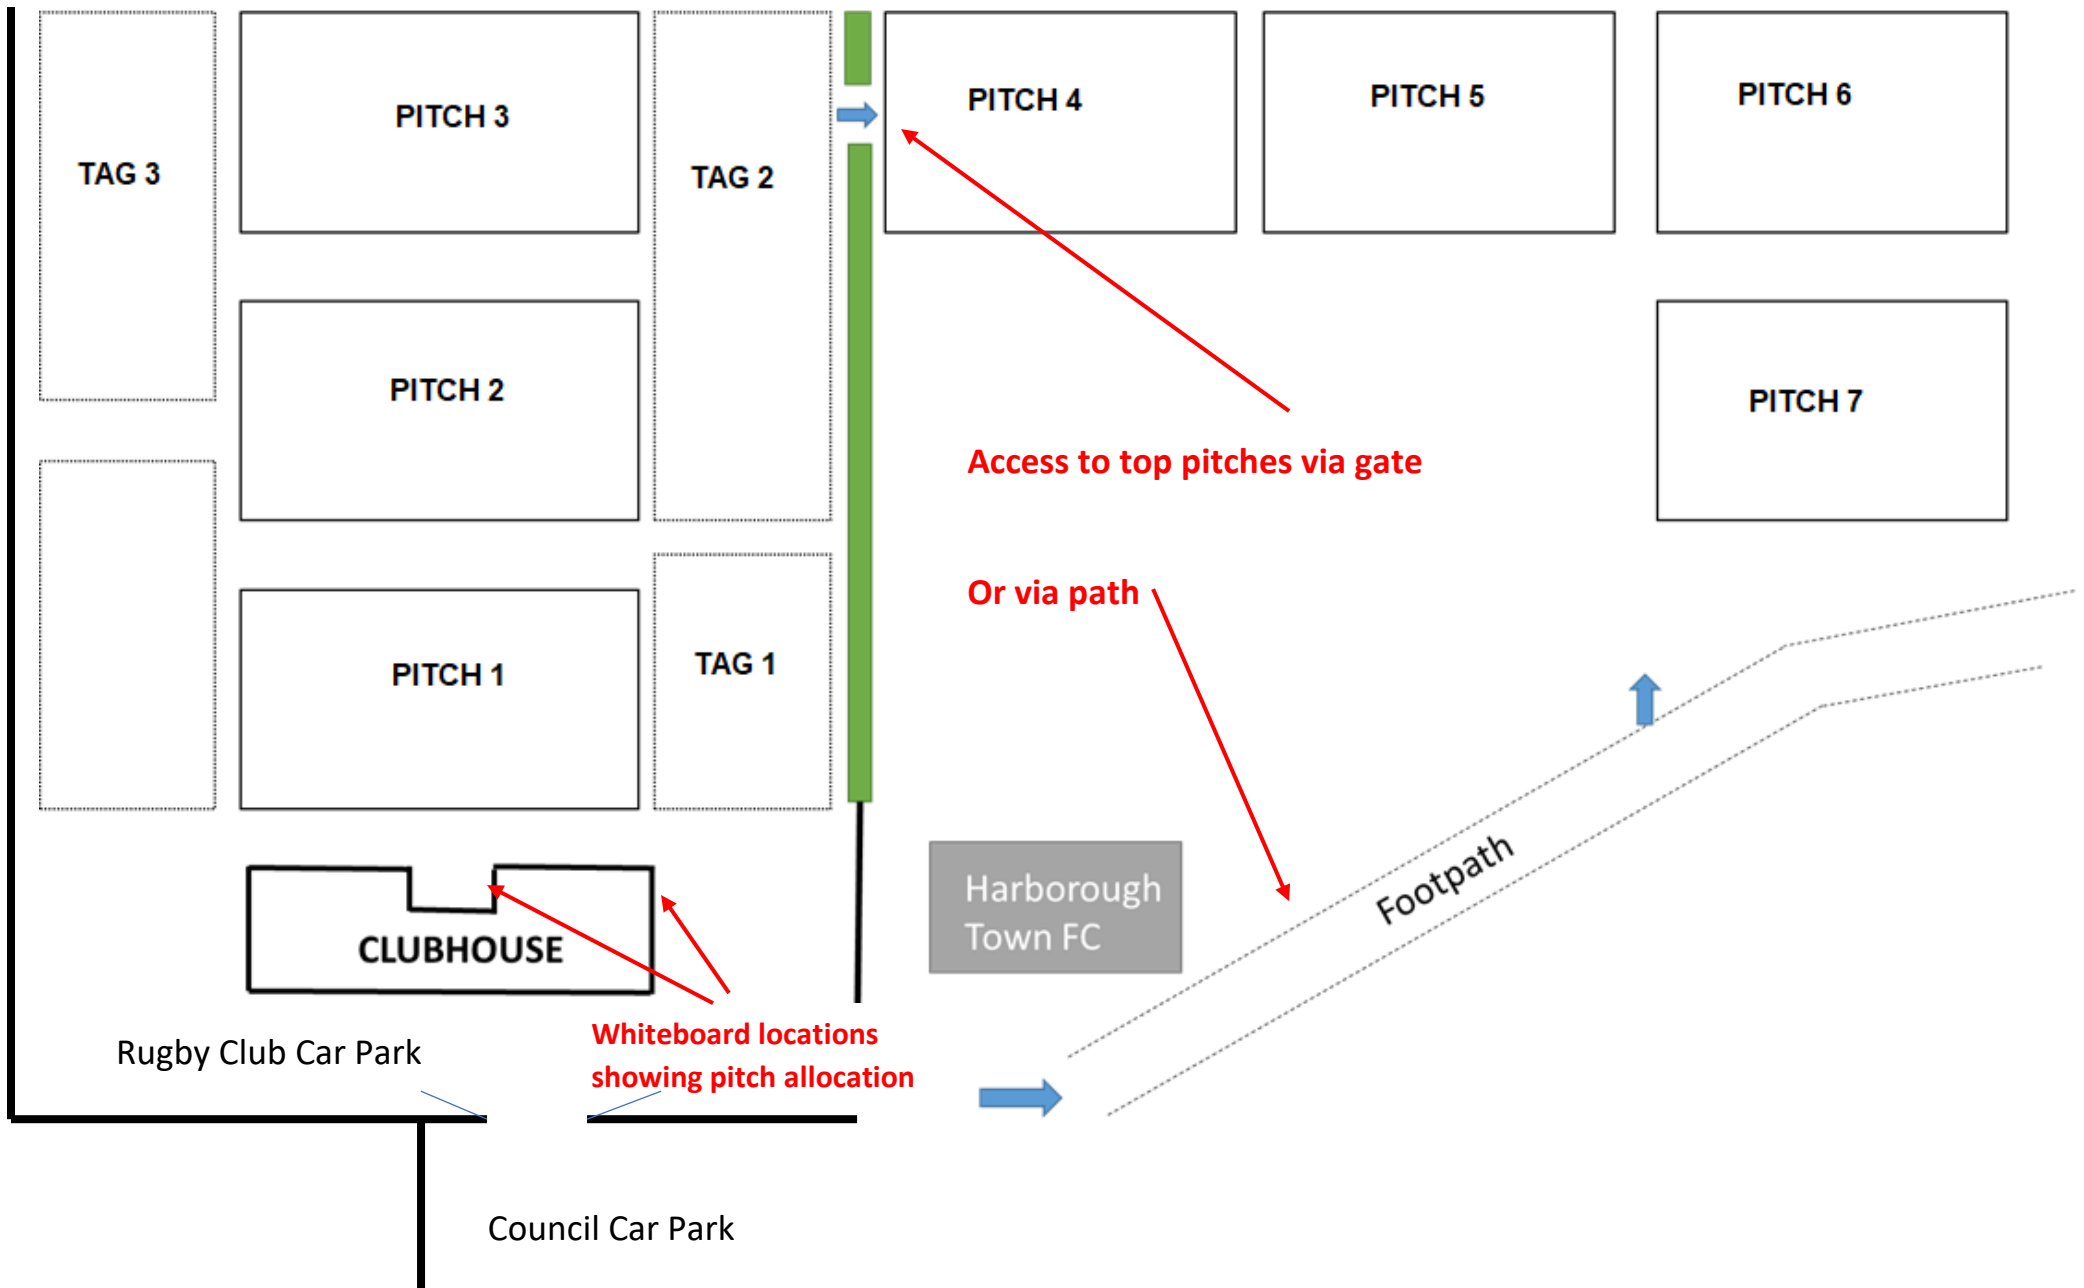 PITCH 3
PITCH 4
PITCH 5
PITCH 6
TAG 3
TAG 2
PITCH 2
PITCH 7
Access to top pitches via gate
Or via path
PITCH 1
TAG 1
Harborough
Town FC
Footpath
CLUBHOUSE
Whiteboard locations
showing pitch allocation
Rugby Club Car Park
Council Car Park